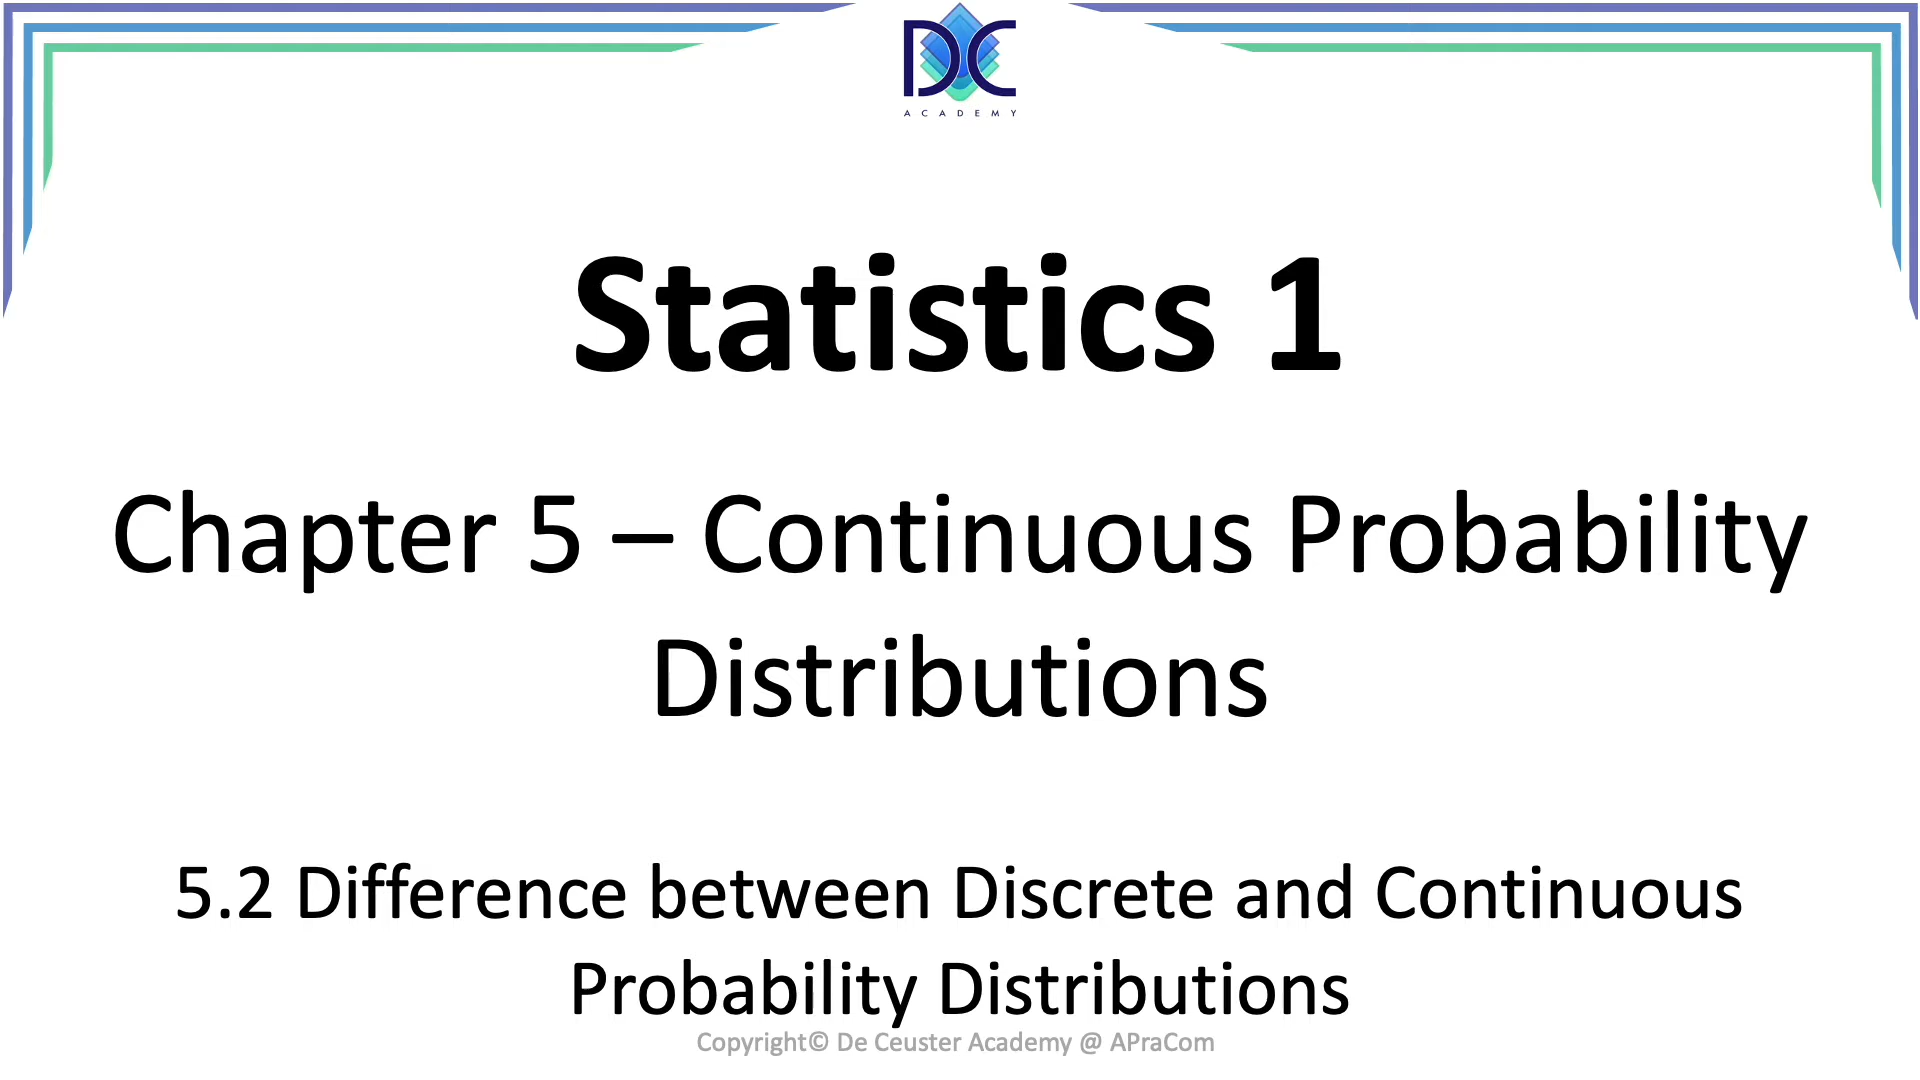 DC
ACADEMY
Statistics 1
Chapter 5 – Continuous Probability
Distributions
5.2 Difference between Discrete and Continuous
Probability Distributions
Copyright© De Ceuster Academy @ APraCom